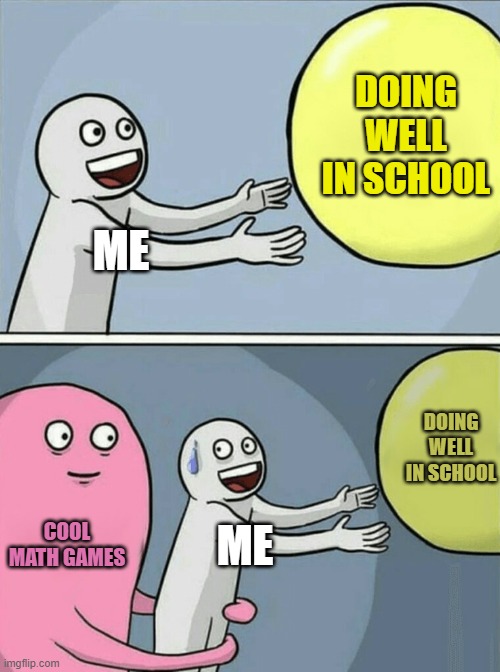 DOING
WELL
IN SCHOOL
ME
DOING
WELL
IN SCHOOL
COOL
MATH GAMES
ME
imgflip.com